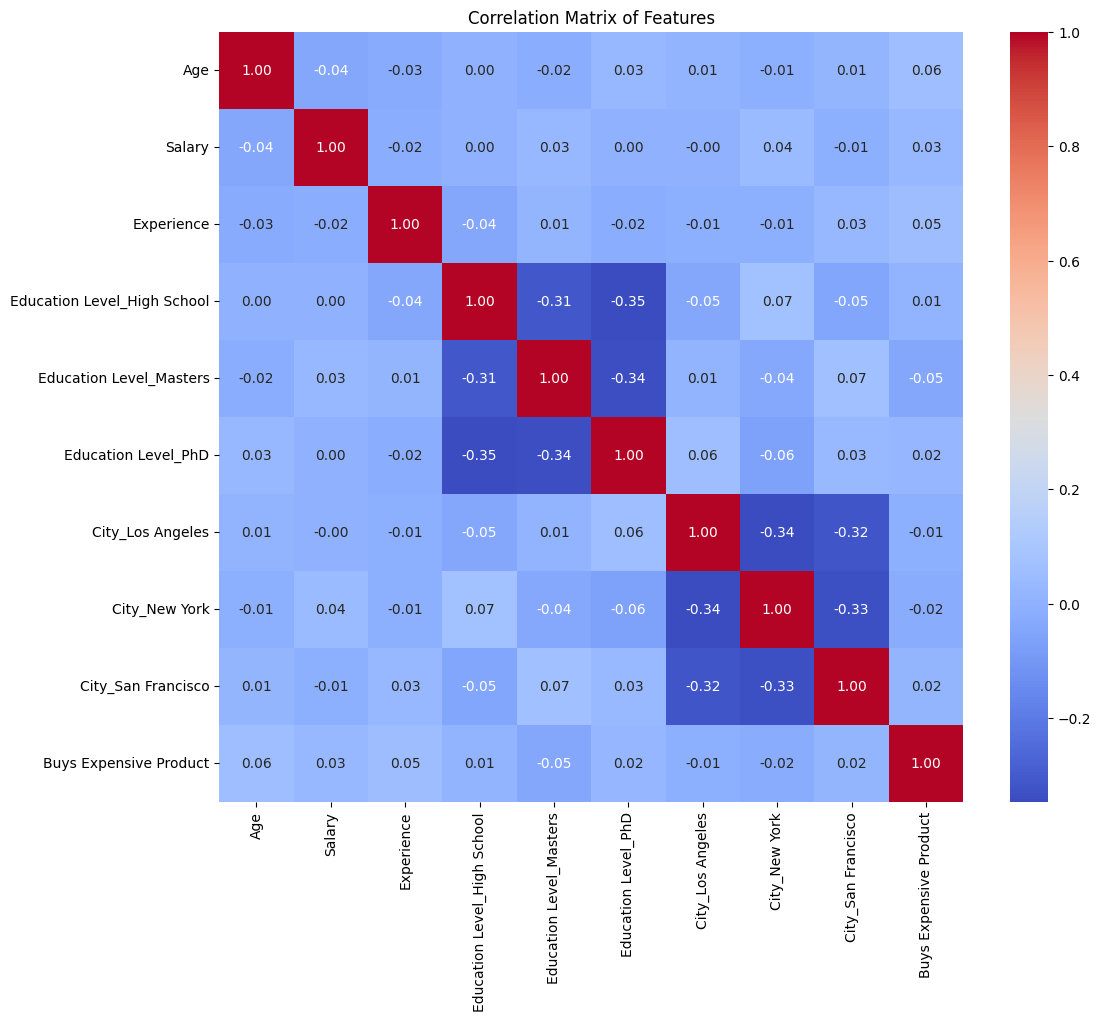 Correlation Matrix of Features
Age 1.00 -0.04 -0.03 0.00 -0.02 0.03 0.01 -0.01 0.01 0.06
Salary -0.04 1.00 -0.02 0.00 0.03 0.00 -0.00 0.04 -0.01 0.03
Experience -0.03 -0.02 1.00 -0.04 0.01 -0.02 -0.01 -0.01 0.03 0.05
Education Level_High School 0.00 0.00 -0.04 1.00 -0.31 -0.35 -0.05 0.07 -0.05 0.01
Education Level_Masters -0.02 0.03 0.01 -0.31 1.00 -0.34 0.01 -0.04 0.07 -0.05
Education Level_PhD 0.03 0.00 -0.02 -0.35 -0.34 1.00 0.06 -0.06 0.03 0.02
City_Los Angeles 0.01 -0.00 -0.01 -0.05 0.01 0.06 1.00 -0.34 -0.32 -0.01
City_New York -0.01 0.04 -0.01 0.07 -0.04 -0.06 -0.34 1.00 -0.33 -0.02
City_San Francisco 0.01 -0.01 0.03 -0.05 0.07 0.03 -0.32 -0.33 1.00 0.02
Buys Expensive Product 0.06 0.03 0.05 0.01 -0.05 0.02 -0.01 -0.02 0.02 1.00
Age
Salary
Experience
Education Level_High School
Education Level_Masters
Education Level_PhD
City_Los Angeles
City_New York
City_San Francisco
Buys Expensive Product
1.0
0.8
0.6
0.4
0.2
0.0
−0.2